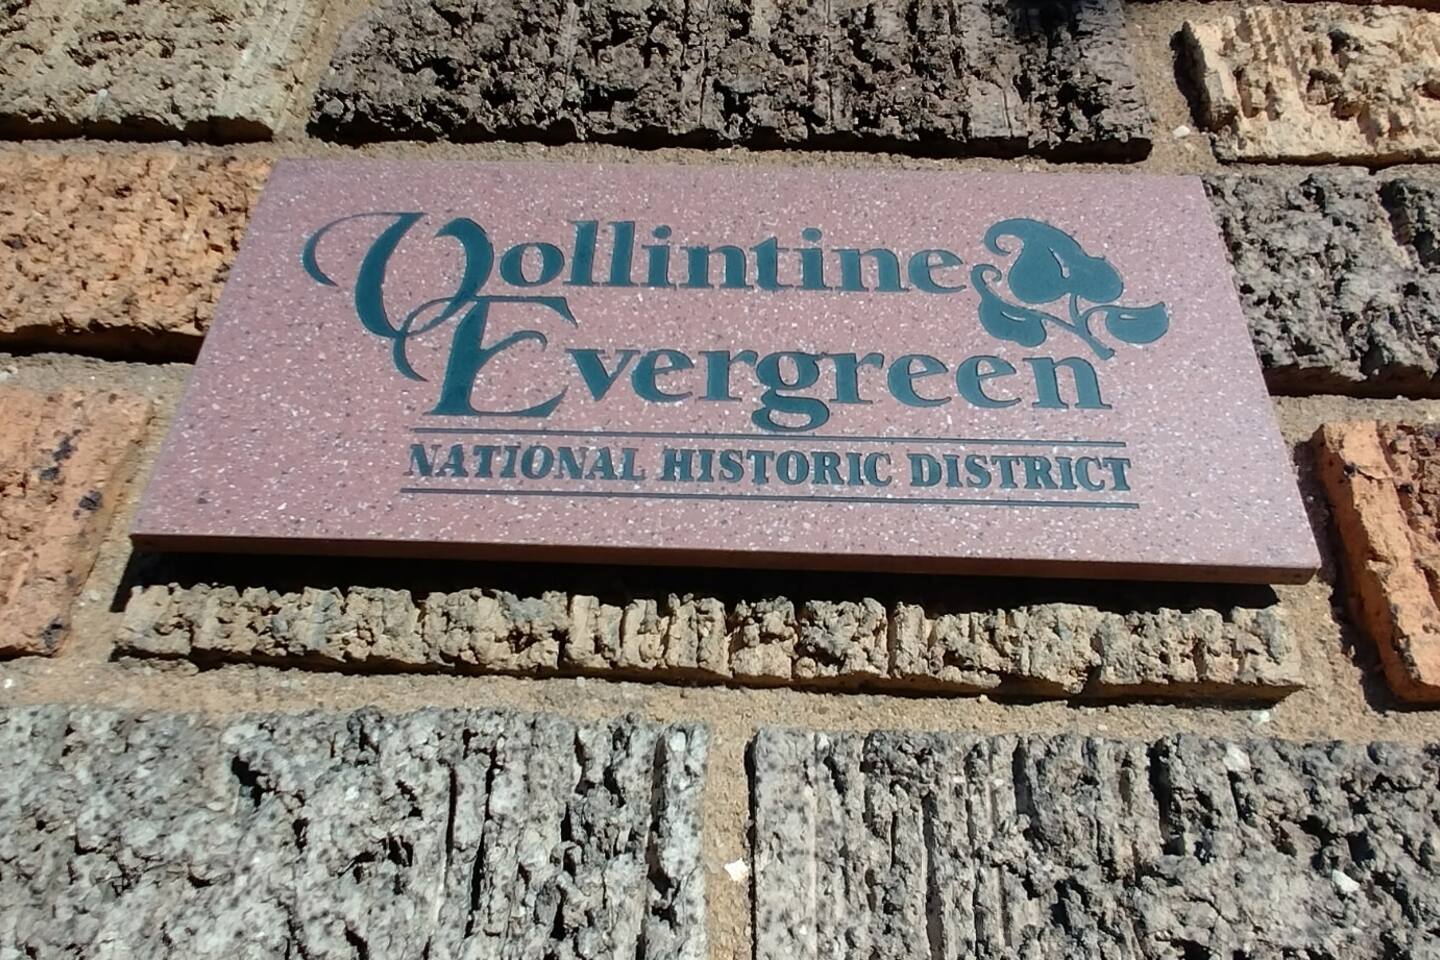 Vollintine
Evergreen
NATIONAL HISTORIC DISTRICT